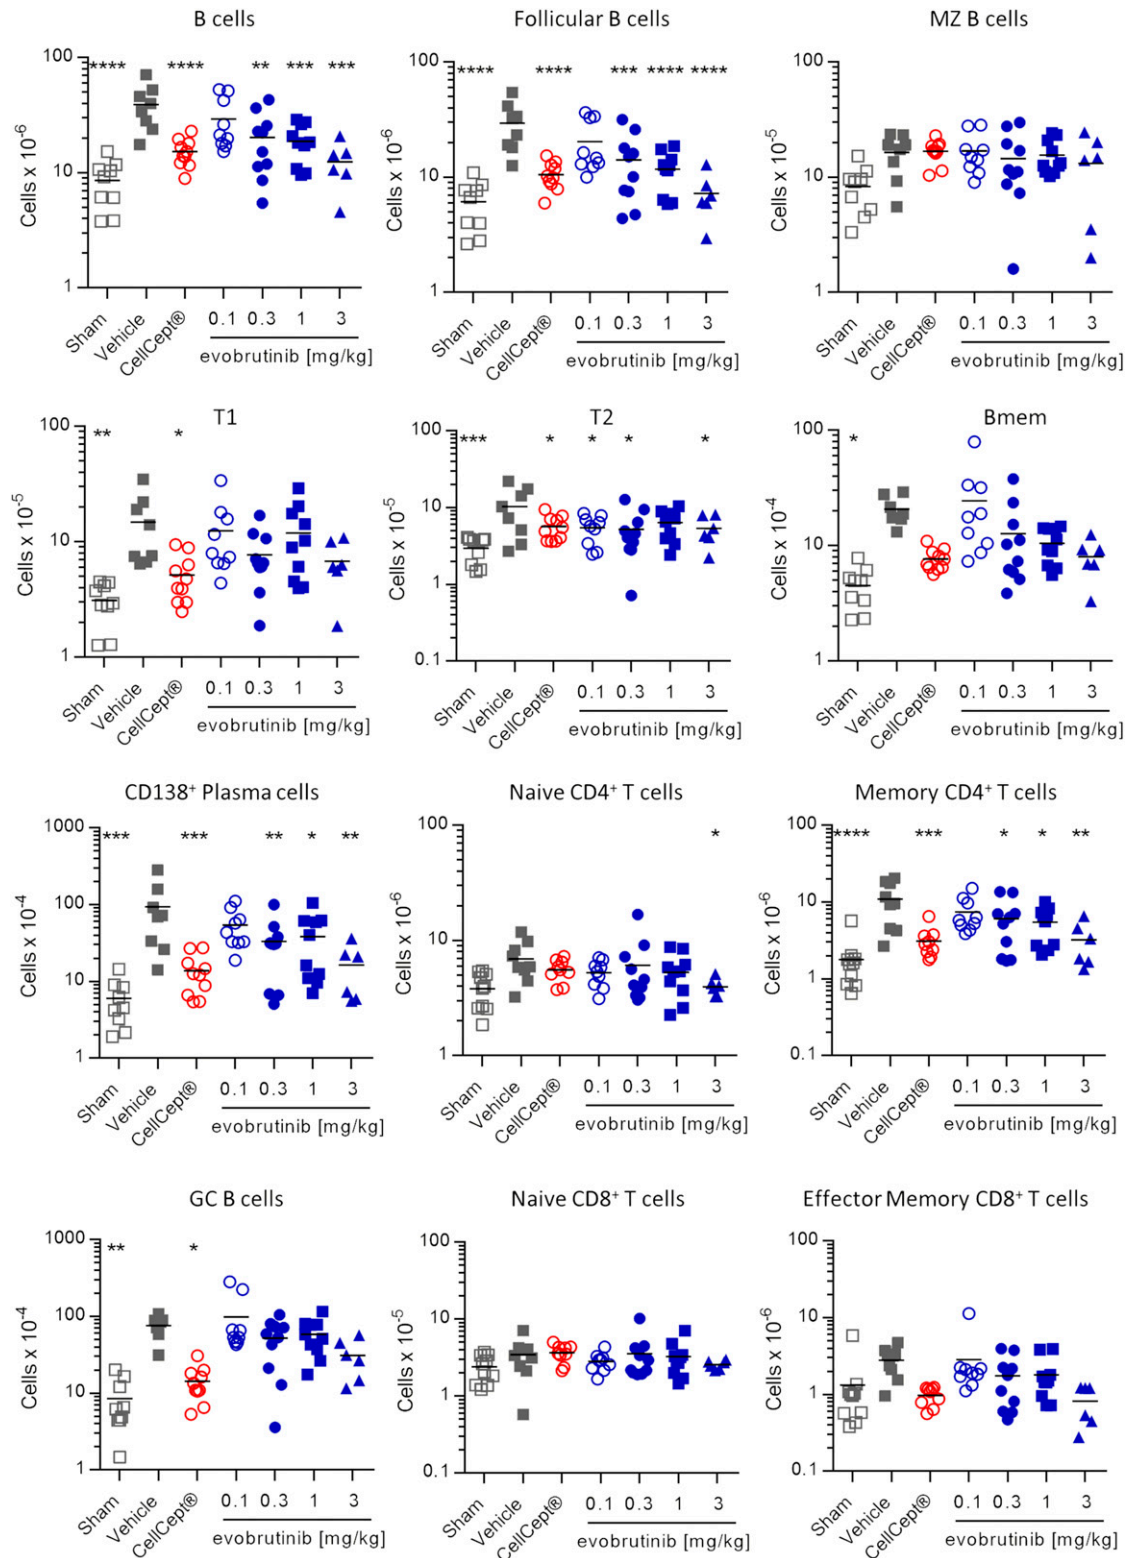 B cells
Follicular B cells
MZ B cells
Cells x 10-6
100
10
1
**** **** ** *** ***
Sham
Vehicle
CellCept®
0.1 0.3 1 3
evobrutinib [mg/kg]
Cells x 10-6
100
10
1
**** **** *** **** ****
Sham
Vehicle
CellCept®
0.1 0.3 1 3
evobrutinib [mg/kg]
Cells x 10-5
100
10
1
Sham
Vehicle
CellCept®
0.1 0.3 1 3
evobrutinib [mg/kg]
T1
T2
Bmem
Cells x 10-5
100
10
1
** *
Sham
Vehicle
CellCept®
0.1 0.3 1 3
evobrutinib [mg/kg]
Cells x 10-5
100
10
1
0.1
*** * * * *
Sham
Vehicle
CellCept®
0.1 0.3 1 3
evobrutinib [mg/kg]
Cells x 10-4
100
10
1
*
Sham
Vehicle
CellCept®
0.1 0.3 1 3
evobrutinib [mg/kg]
CD138+ Plasma cells
Naive CD4+ T cells
Memory CD4+ T cells
Cells x 10-4
1000
100
10
1
*** *** ** * **
Sham
Vehicle
CellCept®
0.1 0.3 1 3
evobrutinib [mg/kg]
Cells x 10-6
100
10
1
*
Sham
Vehicle
CellCept®
0.1 0.3 1 3
evobrutinib [mg/kg]
Cells x 10-6
100
10
1
0.1
**** *** * * **
Sham
Vehicle
CellCept®
0.1 0.3 1 3
evobrutinib [mg/kg]
GC B cells
Naive CD8+ T cells
Effector Memory CD8+ T cells
Cells x 10-4
1000
100
10
1
** *
Sham
Vehicle
CellCept®
0.1 0.3 1 3
evobrutinib [mg/kg]
Cells x 10-5
100
10
1
0.1
Sham
Vehicle
CellCept®
0.1 0.3 1 3
evobrutinib [mg/kg]
Cells x 10-6
100
10
1
0.1
Sham
Vehicle
CellCept®
0.1 0.3 1 3
evobrutinib [mg/kg]